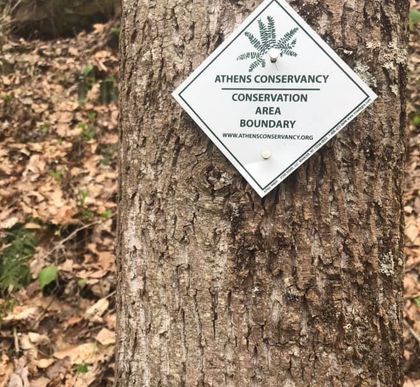 ATHENS CONSERVANCY
CONSERVATION
AREA
BOUNDARY
WWW.ATHENSCONSERVANCY.ORG